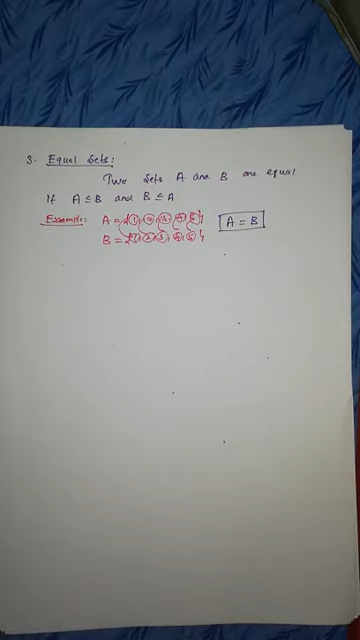 3. Equal Sets:
Two sets A and B are equal
If A ⊆ B and B ⊆ A
Example: A = {1, 2, 3, 4, 5} A = B
B = {1, 2, 3, 4, 5}